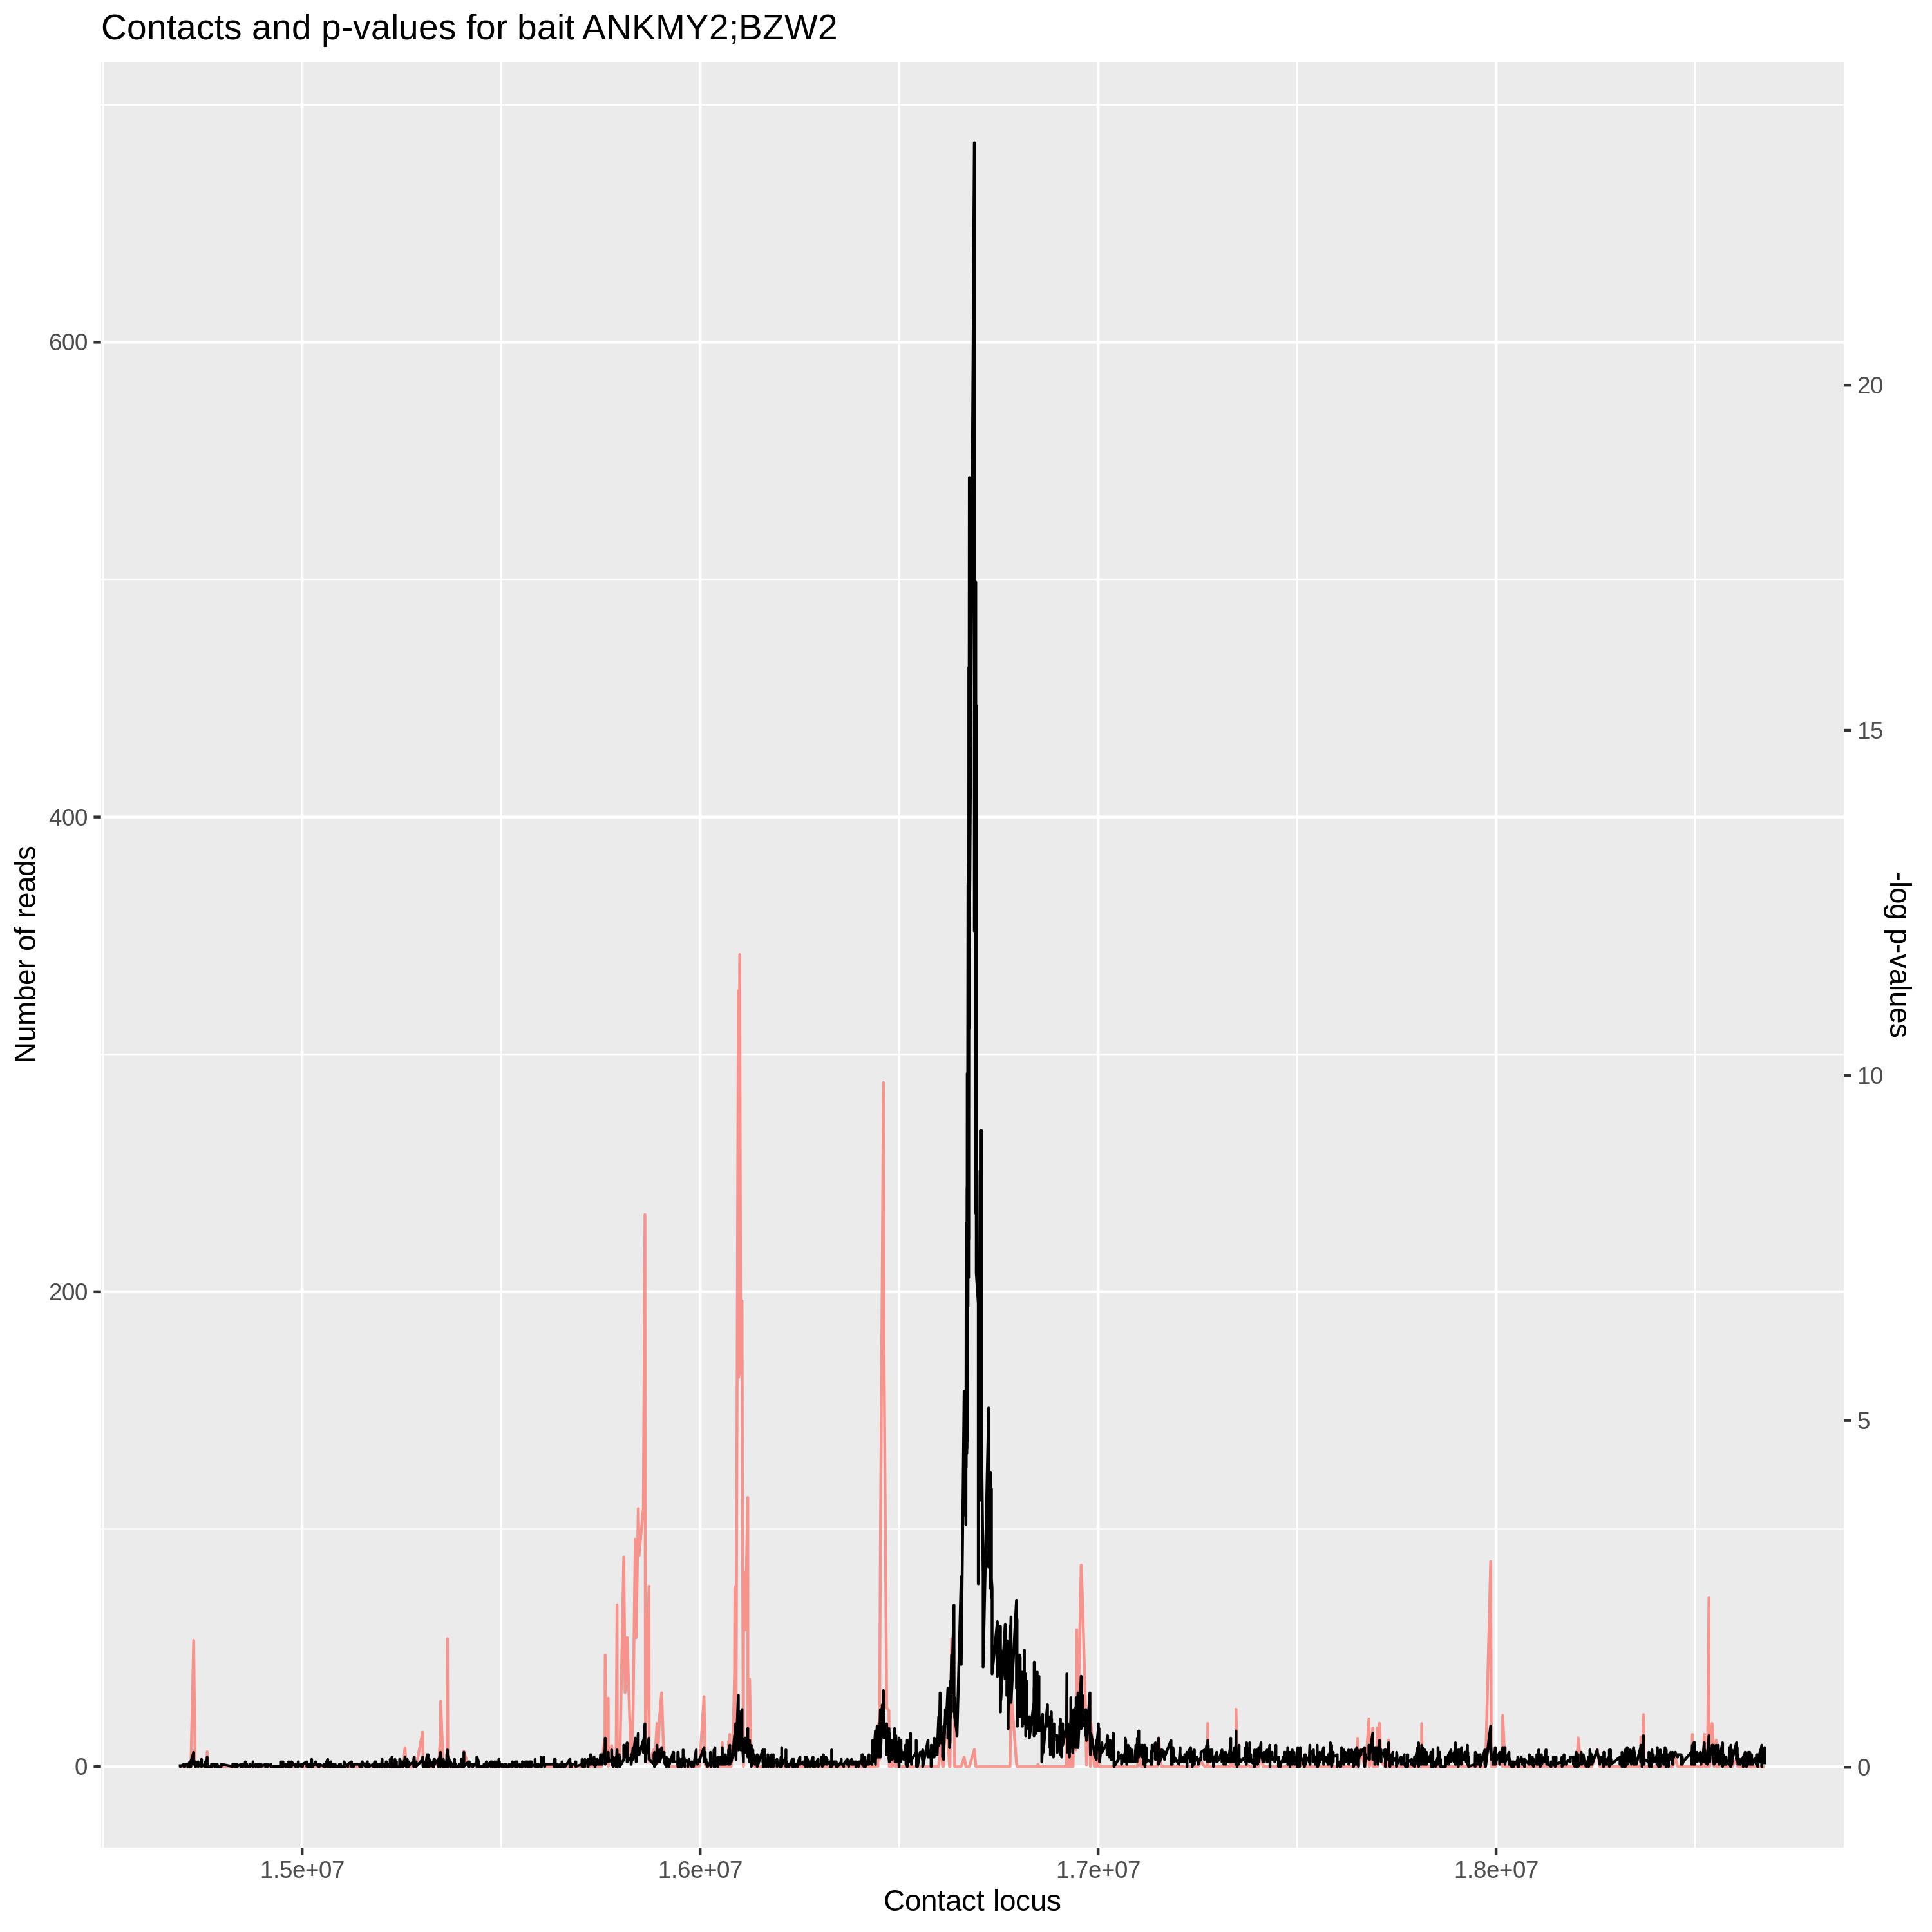 Contacts and p-values for bait ANKMY2;BZW2
600
400
200
0
Number of reads
20
15
10
5
0
-log p-values
1.5e+07
1.6e+07
1.7e+07
1.8e+07
Contact locus